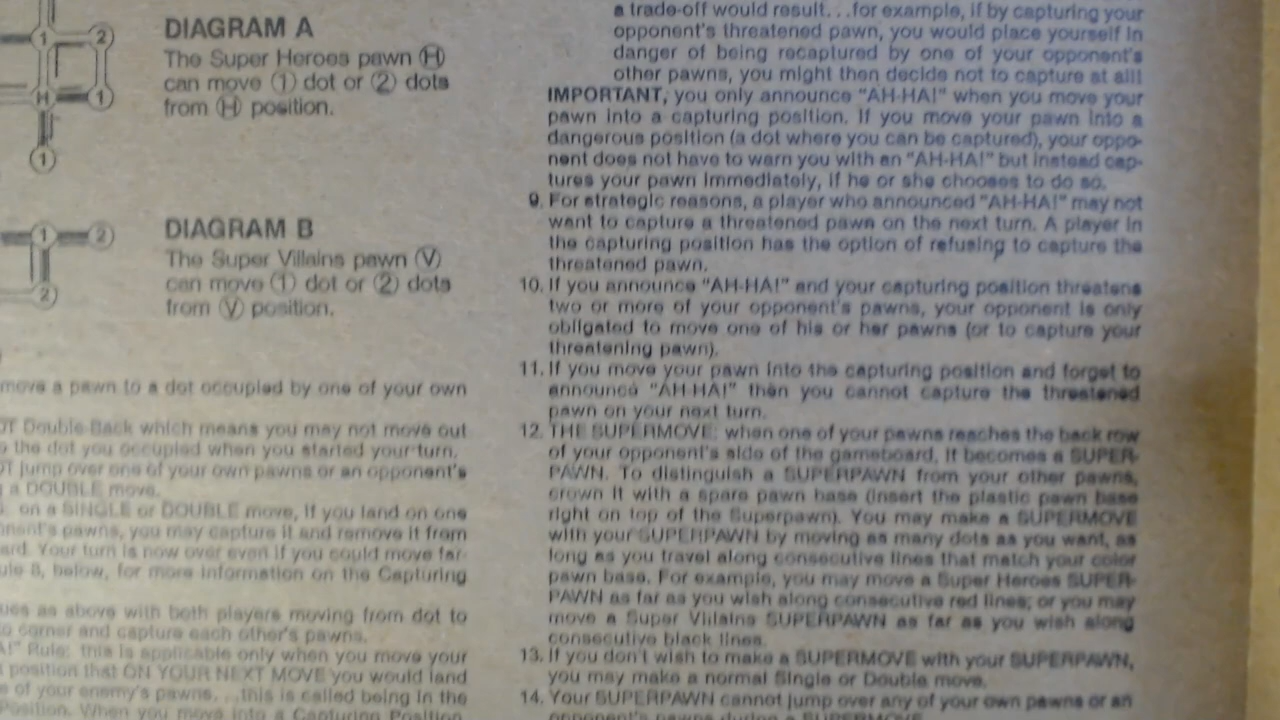 1 2
H 1
1
DIAGRAM A
The Super Heroes pawn (H)
can move (1) dot or (2) dots
from (H) position.
1 2
2
DIAGRAM B
The Super Villains pawn (V)
can move (1) dot or (2) dots
from (V) position.
move a pawn to a dot occupied by one of your own
Double-Back which means you may not move out
the dot you occupied when you started your turn.
jump over one of your own pawns or an opponent's
a DOUBLE move.
on a SINGLE or DOUBLE move, if you land on one
pawns, you may capture it and remove it from
Your turn is now over even if you could move far-
8, below, for more information on the Capturing
as above with both players moving from dot to
corner and capture each other's pawns.
Rule: this is applicable only when you move your
position that ON YOUR NEXT MOVE you would land
of your enemy's pawns. . .this is called being in the
Position. When you move into a Capturing Position,
a trade-off would result. . .for example, if by capturing your
opponent's threatened pawn, you would place yourself in
danger of being recaptured by one of your opponent's
other pawns, you might then decide not to capture at all!
IMPORTANT, you only announce "AH-HA!" when you move your
pawn into a capturing position. If you move your pawn into a
dangerous position (a dot where you can be captured), your oppo-
nent does not have to warn you with an "AH-HA!" but instead cap-
tures your pawn immediately, if he or she chooses to do so.
9. For strategic reasons, a player who announced "AH-HA!" may not
want to capture a threatened pawn on the next turn. A player in
the capturing position has the option of refusing to capture the
threatened pawn.
10. If you announce "AH-HA!" and your capturing position threatens
two or more of your opponent's pawns, your opponent is only
obligated to move one of his or her pawns (or to capture your
threatening pawn).
11. If you move your pawn into the capturing position and forget to
announce "AH-HA!" then you cannot capture the threatened
pawn on your next turn.
12. THE SUPERMOVE: when one of your pawns reaches the back row
of your opponent's side of the gameboard, it becomes a SUPER-
PAWN. To distinguish a SUPERPAWN from your other pawns,
crown it with a spare pawn base (insert the plastic pawn base
right on top of the Superpawn). You may make a SUPERMOVE
with your SUPERPAWN by moving as many dots as you want, as
long as you travel along consecutive lines that match your color
pawn base. For example, you may move a Super Heroes SUPER-
PAWN as far as you wish along consecutive red lines; or you may
move a Super Villains SUPERPAWN as far as you wish along
consecutive black lines.
13. If you don't wish to make a SUPERMOVE with your SUPERPAWN,
you may make a normal Single or Double move.
14. Your SUPERPAWN cannot jump over any of your own pawns or an
opponent's pawns during a SUPERMOVE.